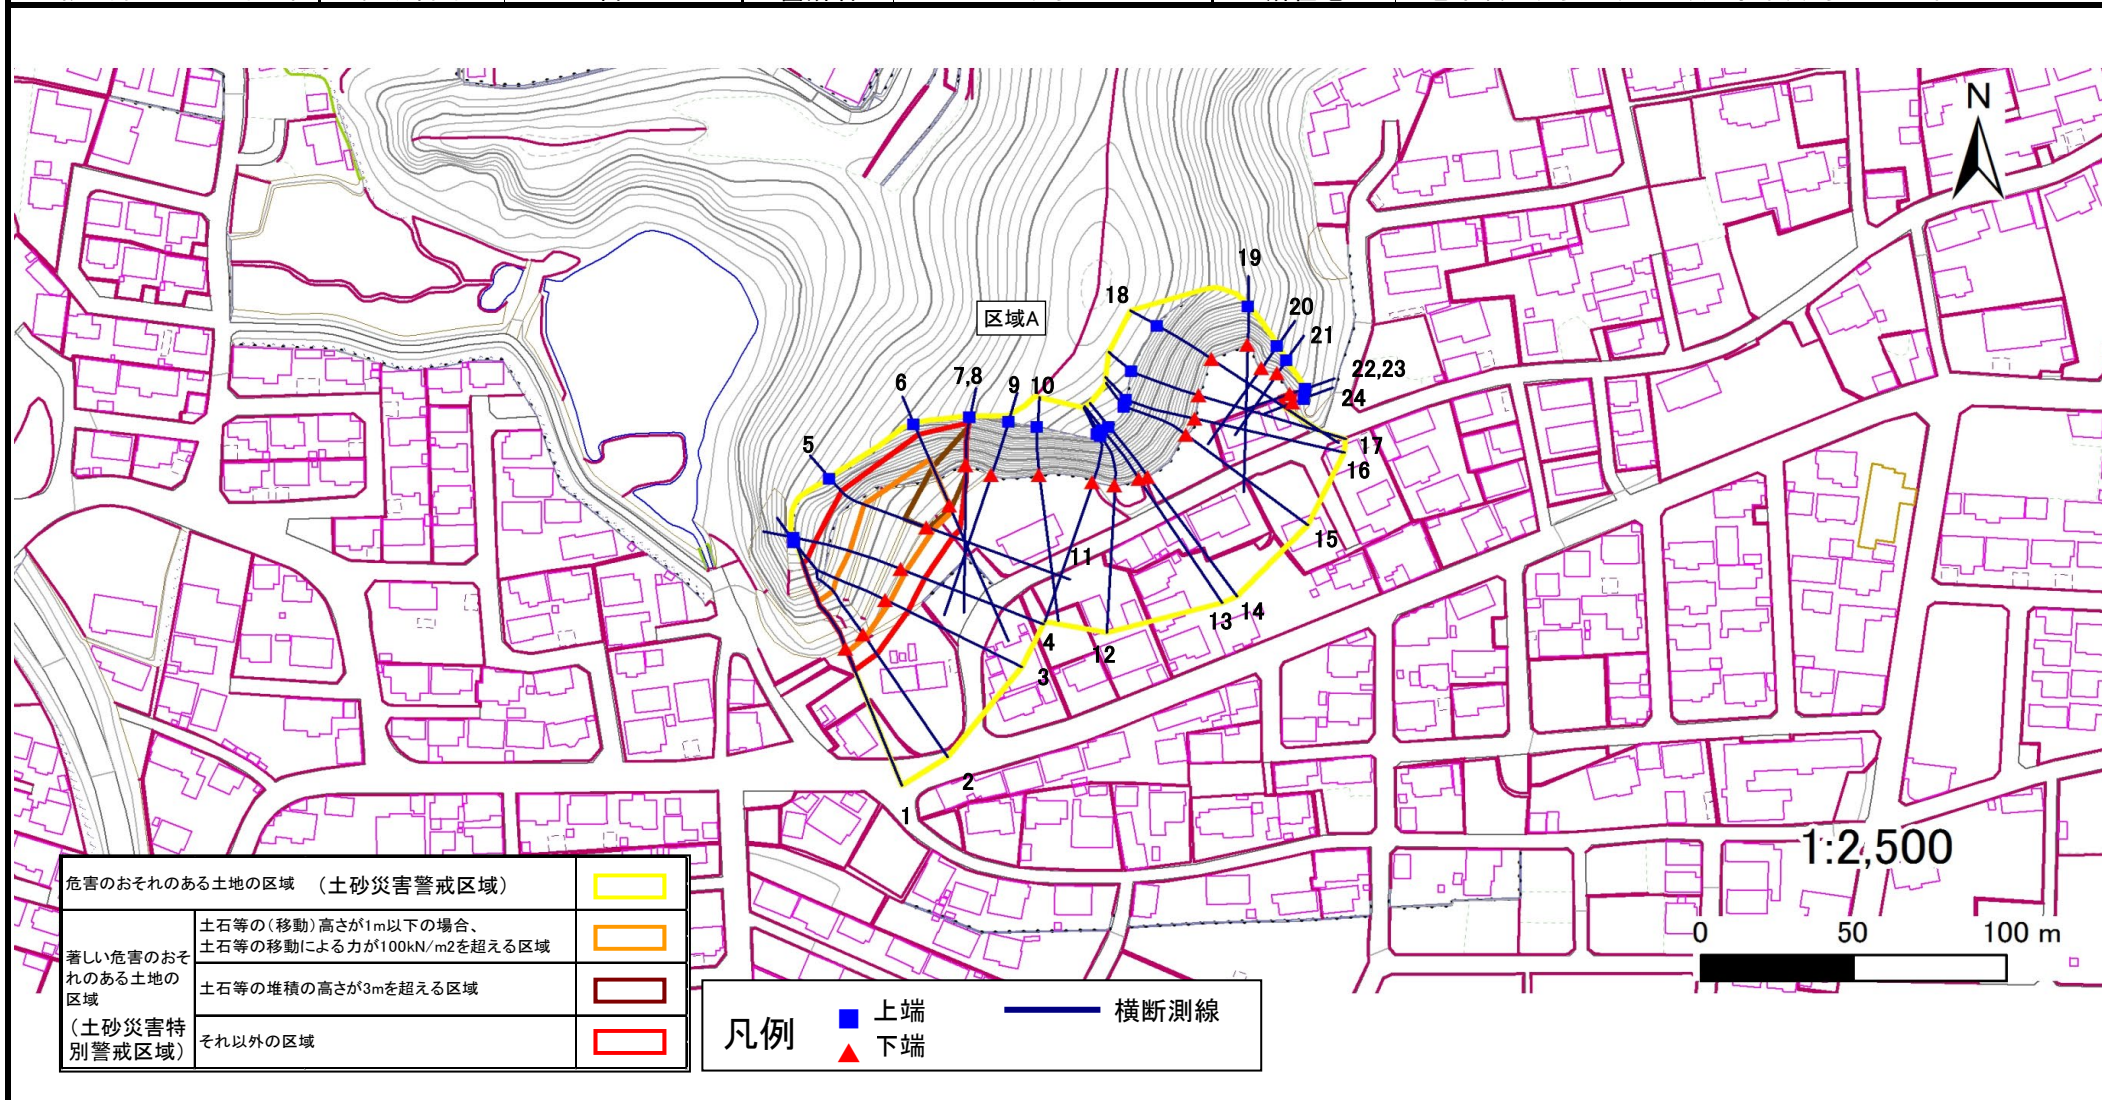 N
19
18
20
区域A
21
22,23
7,8
6
9
10
24
5
17
16
15
11
14
13
4
12
3
2
1
1:2,500
0 50 100 m
危害のおそれのある土地の区域 (土砂災害警戒区域)
著しい危害のおそ
れのある土地の
区域
(土砂災害特
別警戒区域)
土石等の(移動)高さが1m以下の場合、
土石等の移動による力が100kN/m2を超える区域
土石等の堆積の高さが3mを超える区域
それ以外の区域
凡例
上端
下端
横断測線